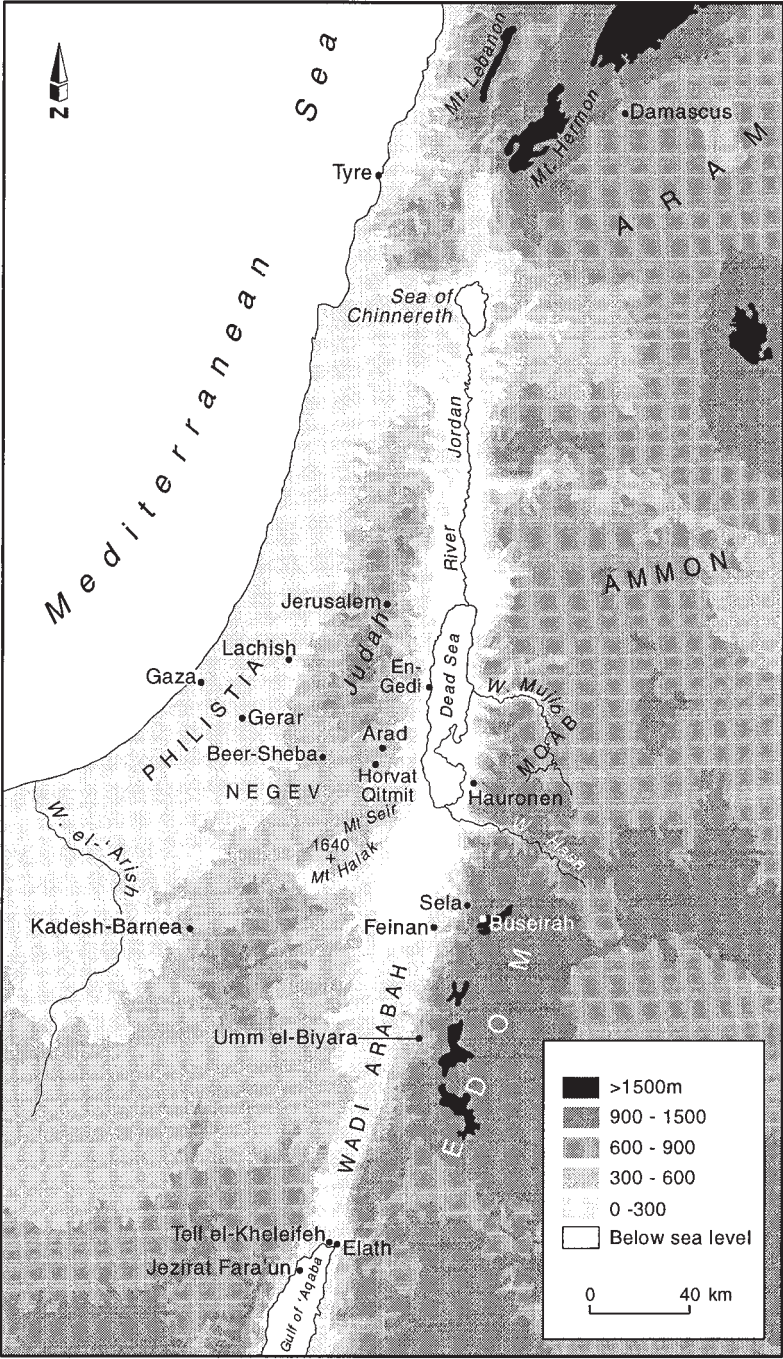 N
Mediterranean Sea
Mt. Lebanon
Mt. Hermon
Damascus
ARAM
Tyre
Sea of
Chinnereth
Jordan
River
AMMON
Jerusalem
Judah
Lachish
Gaza
PHILISTIA
Gerar
En-
Gedi
Dead Sea
W. Mujib
MOAB
Arad
Beer-Sheba
Horvat
Qitmit
NEGEV
Hauronen
Mt Seir
1640
Mt Halak
W. el-'Arish
W. Hasa
Sela
Buseirah
Kadesh-Barnea
Feinan
EDOM
WADI ARABAH
Umm el-Biyara
Tell el-Kheleifeh
Elath
Jezirat Fara'un
Gulf of 'Aqaba
>1500m
900 - 1500
600 - 900
300 - 600
0 -300
Below sea level
0 40 km